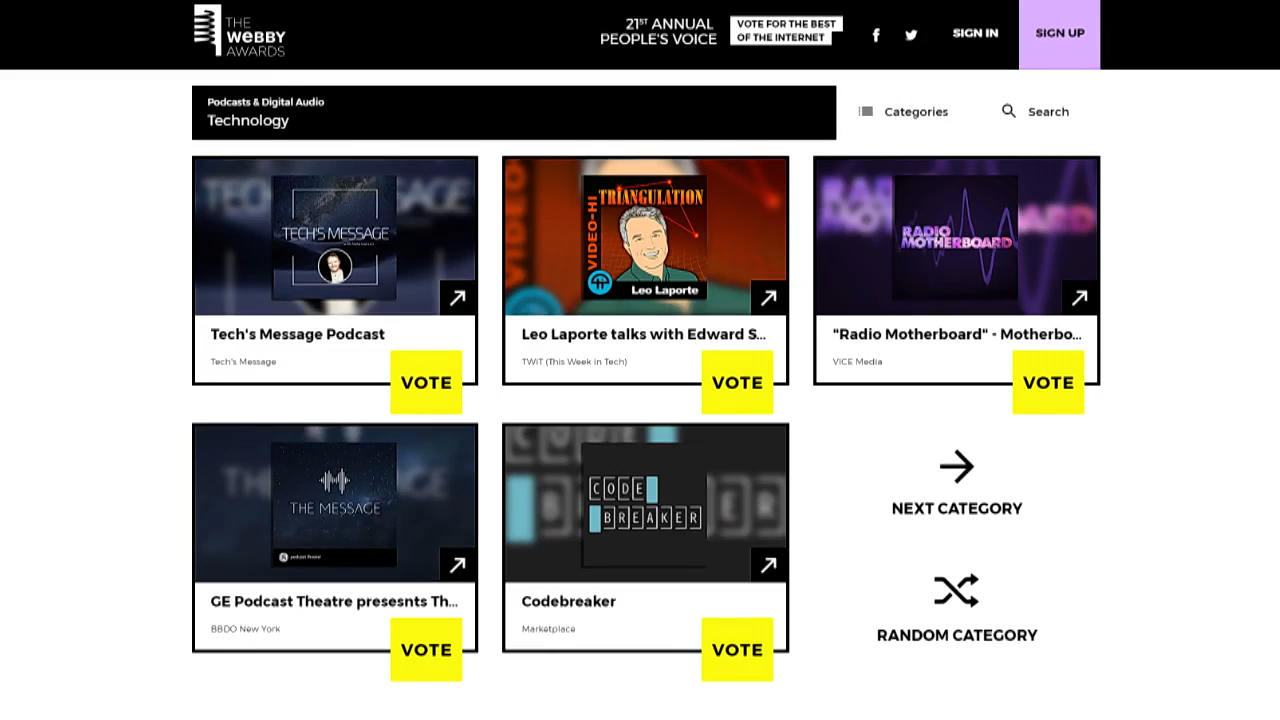 THE
WEBBY
AWARDS
21ST ANNUAL
PEOPLE'S VOICE
VOTE FOR THE BEST
OF THE INTERNET
SIGN IN
SIGN UP
Podcasts & Digital Audio
Technology
Categories
Search
TECH'S MESSAGE
VIDEO-HI
TRIANGULATION
Leo Laporte
RADIO
MOTHERBOARD
Tech's Message Podcast
Tech's Message
VOTE
Leo Laporte talks with Edward S...
TWiT (This Week in Tech)
VOTE
"Radio Motherboard" - Motherbo...
VICE Media
VOTE
THE MESSAGE
podcast theater
CODE
BREAKER
GE Podcast Theatre presesnts Th...
BBDO New York
VOTE
Codebreaker
Marketplace
VOTE
NEXT CATEGORY
RANDOM CATEGORY